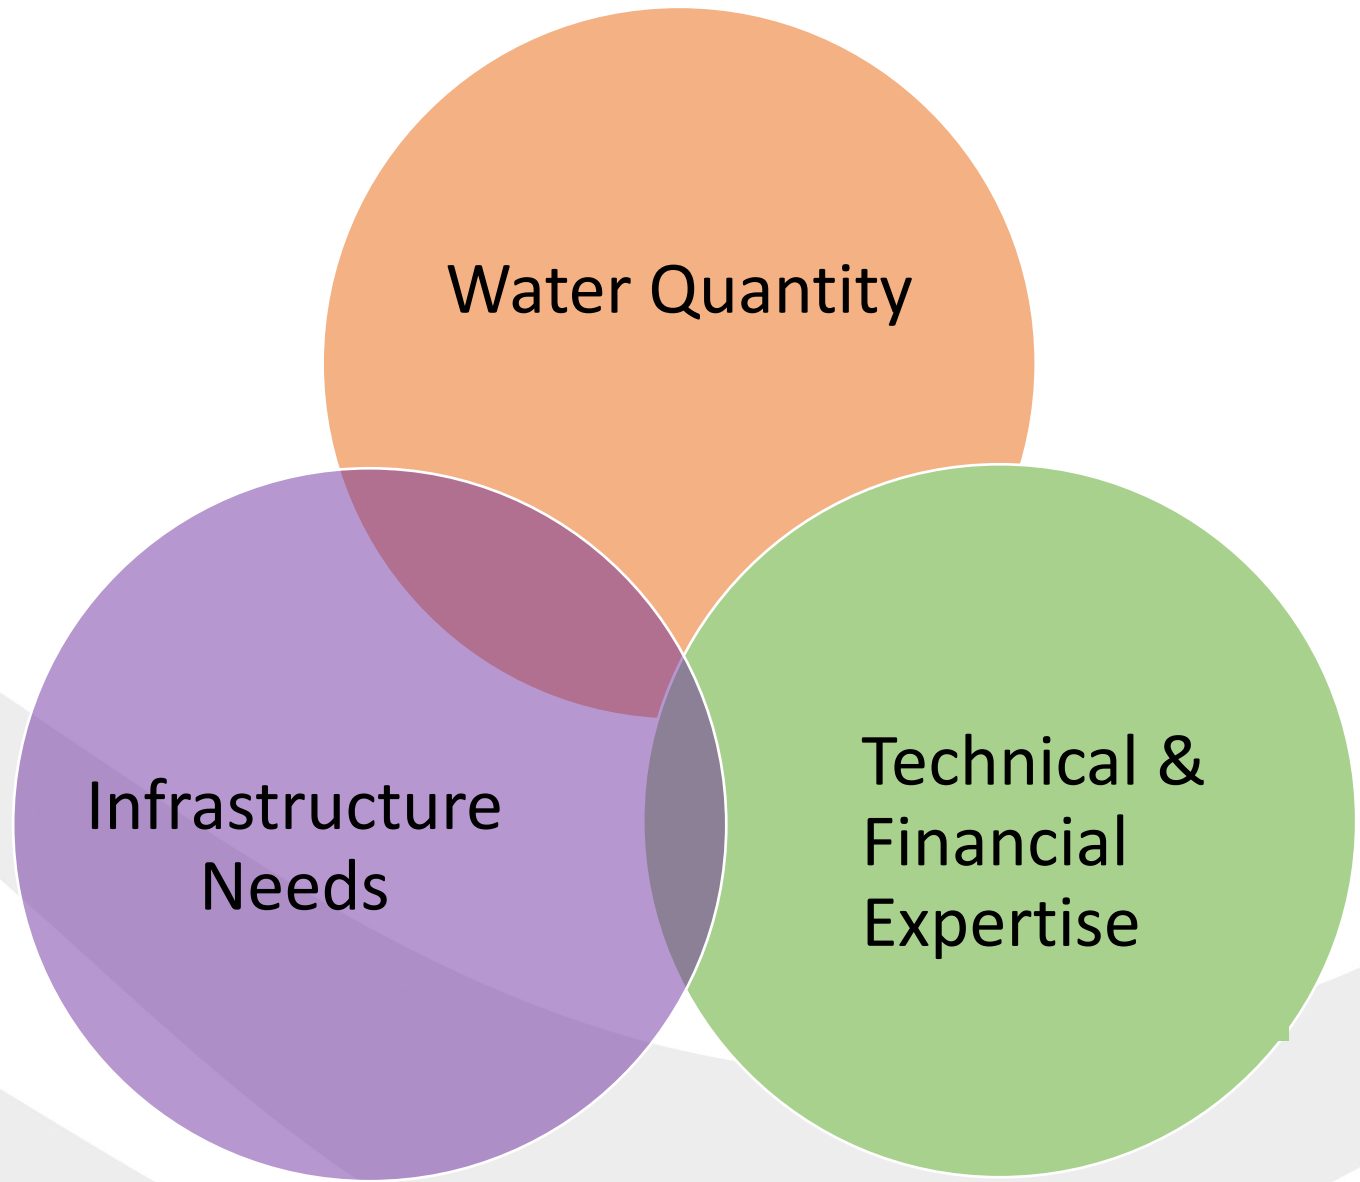 Water Quantity
Infrastructure
Needs
Technical &
Financial
Expertise